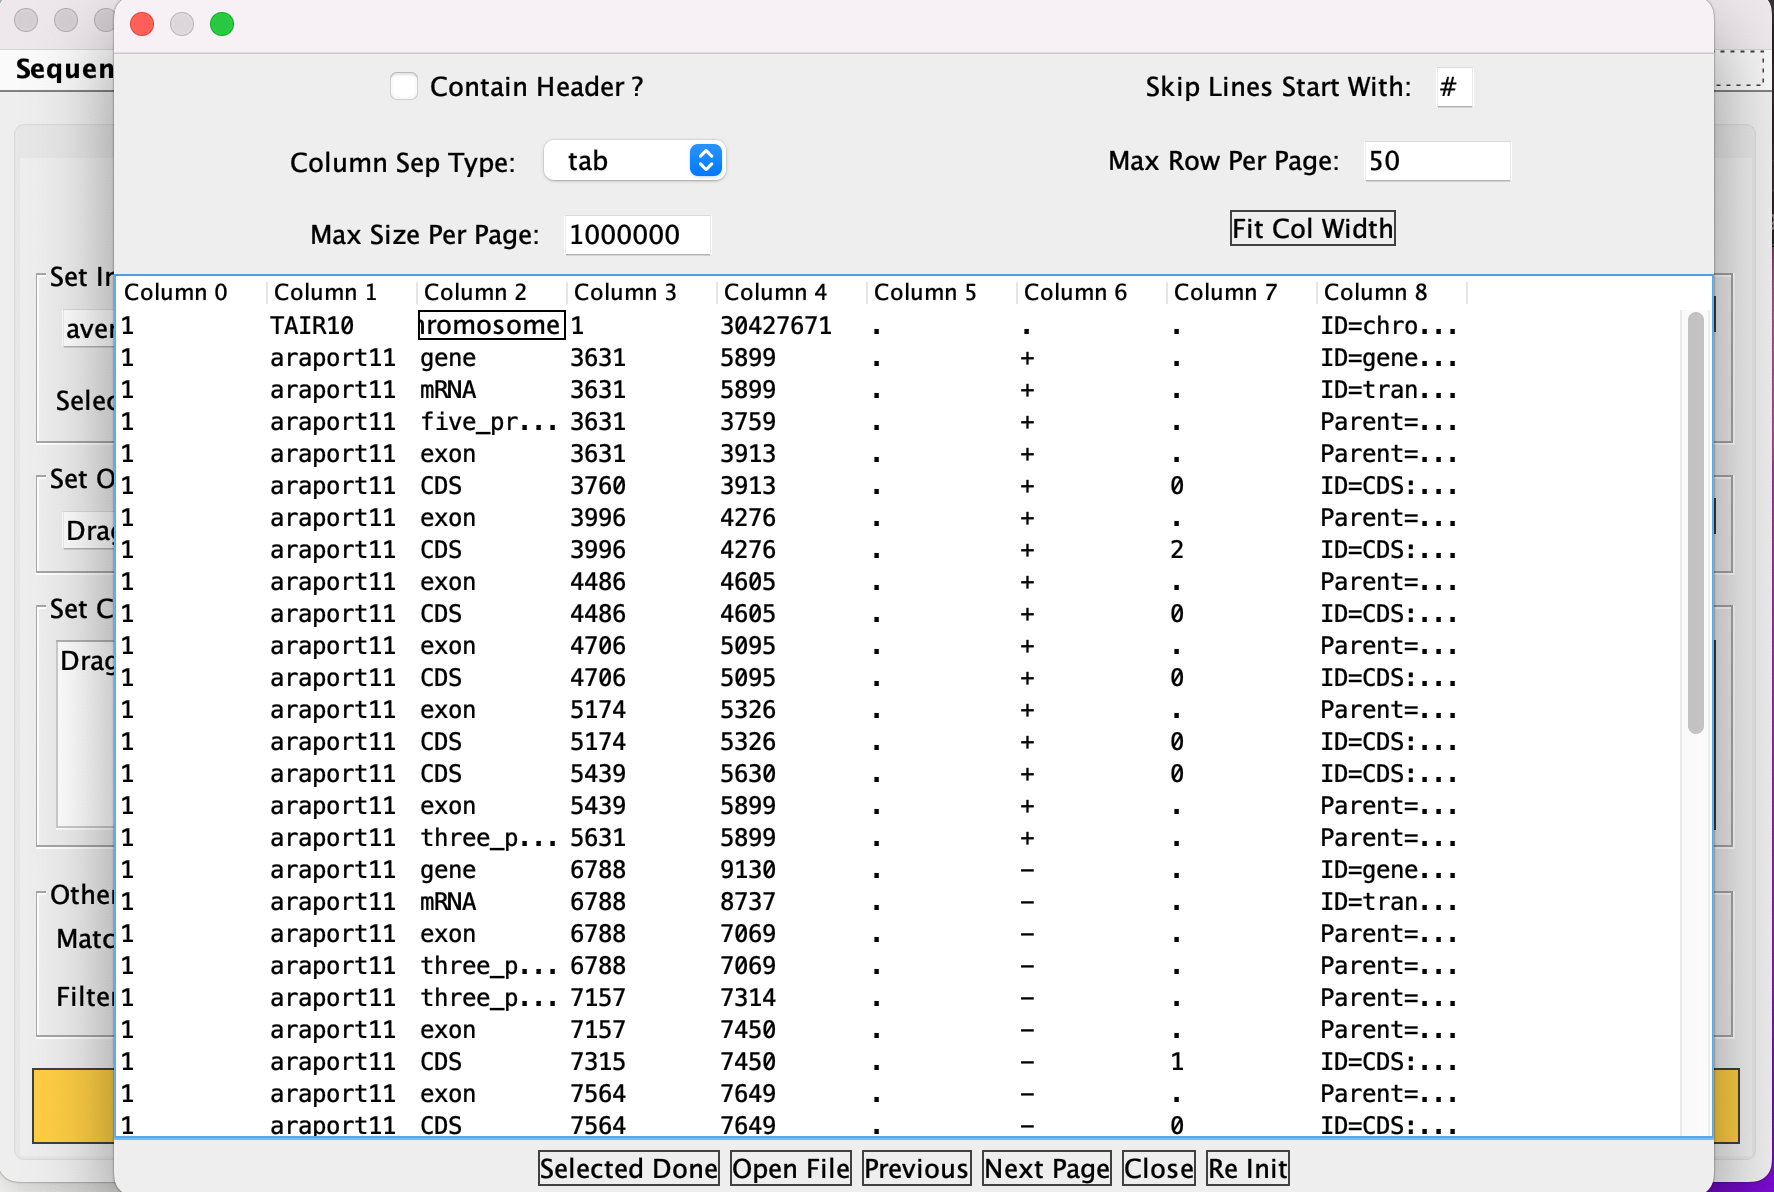 Contain Header ?
Skip Lines Start With: #
Column Sep Type: tab
Max Row Per Page: 50
Max Size Per Page: 1000000
Fit Col Width
Column 0 Column 1 Column 2 Column 3 Column 4 Column 5 Column 6 Column 7 Column 8
1 TAIR10 romosome 1 30427671 . . . ID=chro...
1 araport11 gene 3631 5899 . + . ID=gene...
1 araport11 mRNA 3631 5899 . + . ID=tran...
1 araport11 five_pr... 3631 3759 . + . Parent=...
1 araport11 exon 3631 3913 . + . Parent=...
1 araport11 CDS 3760 3913 . + 0 ID=CDS:...
1 araport11 exon 3996 4276 . + . Parent=...
1 araport11 CDS 3996 4276 . + 2 ID=CDS:...
1 araport11 exon 4486 4605 . + . Parent=...
1 araport11 CDS 4486 4605 . + 0 ID=CDS:...
1 araport11 exon 4706 5095 . + . Parent=...
1 araport11 CDS 4706 5095 . + 0 ID=CDS:...
1 araport11 exon 5174 5326 . + . Parent=...
1 araport11 CDS 5174 5326 . + 0 ID=CDS:...
1 araport11 CDS 5439 5630 . + 0 ID=CDS:...
1 araport11 exon 5439 5899 . + . Parent=...
1 araport11 three_p... 5631 5899 . + . Parent=...
1 araport11 gene 6788 9130 . - . ID=gene...
1 araport11 mRNA 6788 8737 . - . ID=tran...
1 araport11 exon 6788 7069 . - . Parent=...
1 araport11 three_p... 6788 7069 . - . Parent=...
1 araport11 three_p... 7157 7314 . - . Parent=...
1 araport11 exon 7157 7450 . - . Parent=...
1 araport11 CDS 7315 7450 . - 1 ID=CDS:...
1 araport11 exon 7564 7649 . - . Parent=...
1 araport11 CDS 7564 7649 . - 0 ID=CDS:...
Selected Done Open File Previous Next Page Close Re Init
Sequen
Set In
aver
Selec
Set O
Drag
Set C
Drag
Other
Matc
Filter